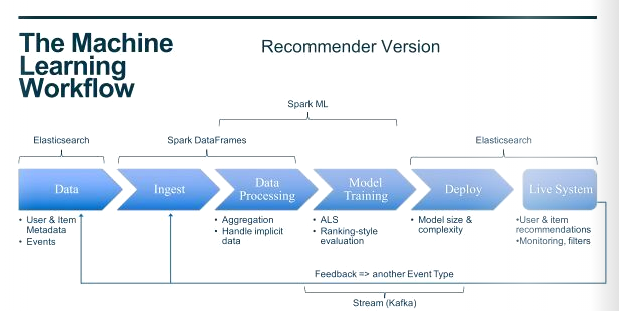 The Machine
Learning
Workflow
Recommender Version
Spark ML
Elasticsearch
Spark DataFrames
Elasticsearch
Data
Ingest
Data
Processing
Model
Training
Deploy
Live System
• User & Item
Metadata
• Events
• Aggregation
• Handle implicit
data
• ALS
• Ranking-style
evaluation
• Model size &
complexity
•User & item
recommendations
•Monitoring, filters
Feedback => another Event Type
Stream (Kafka)